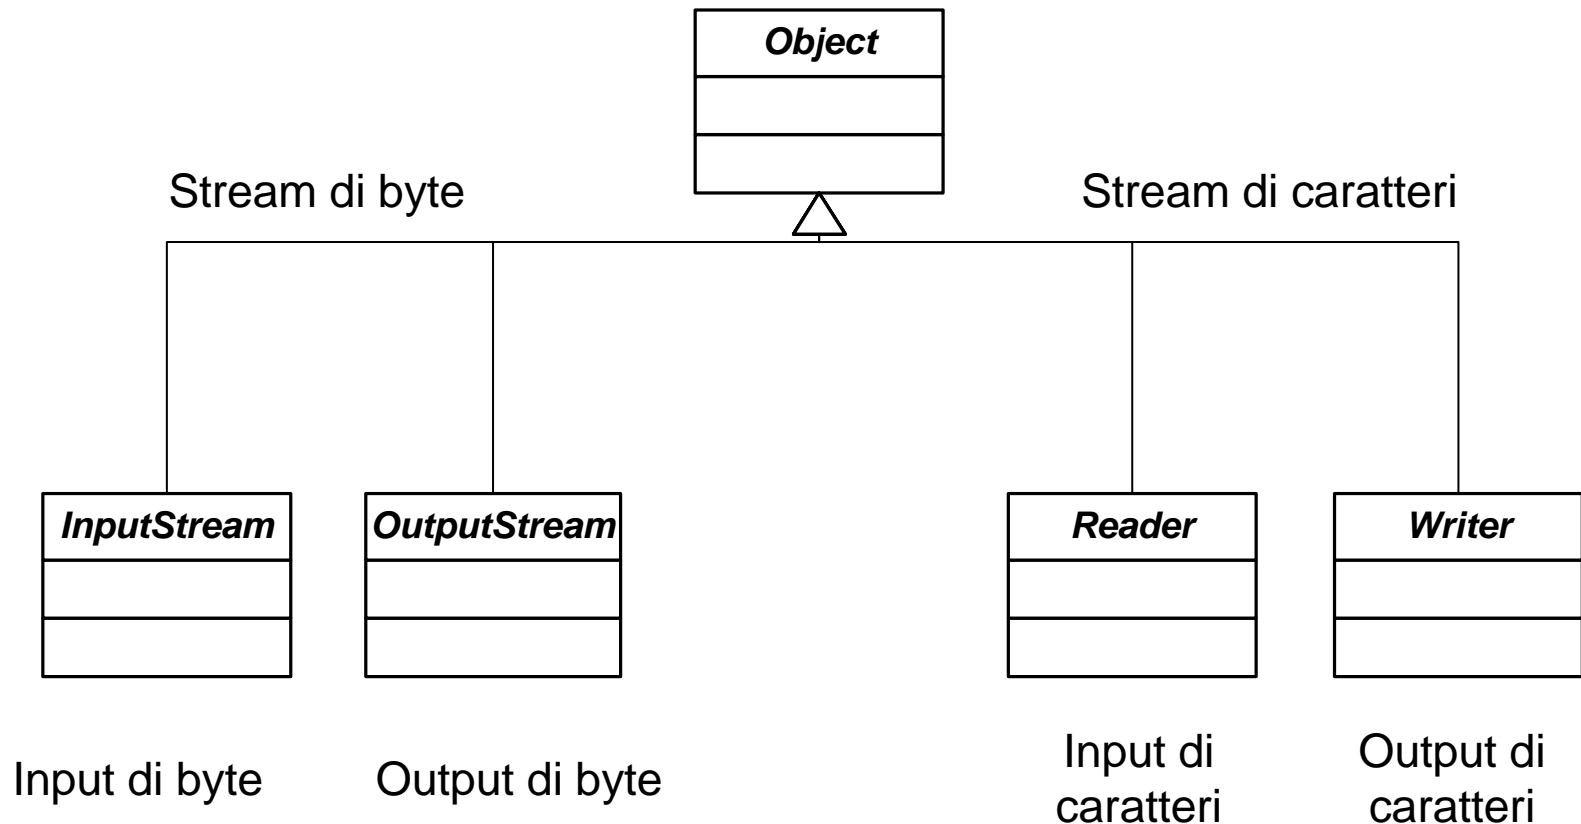 Object
Stream di byte
Stream di caratteri
InputStream
OutputStream
Reader
Writer
Input di byte
Output di byte
Input di
caratteri
Output di
caratteri